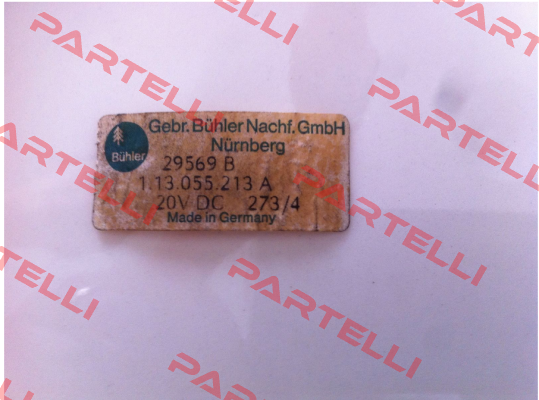 PARTELLI
PARTELLI
PARTELLI
Gebr. Bühler Nachf. GmbH
Nürnberg
Bühler
29569 B
1.13.055.213 A
20V DC 273/4
Made in Germany
PARTELLI
PARTELLI
PARTELLI
PARTELLI
PARTELLI